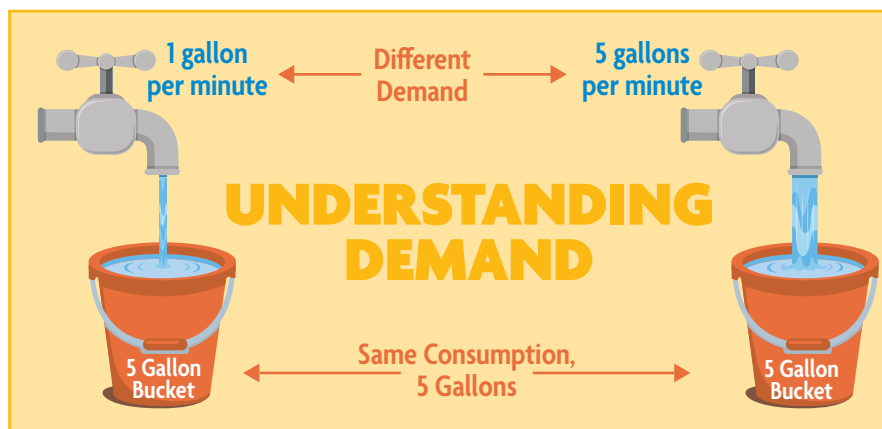 1 gallon
per minute
Different
Demand
5 gallons
per minute
UNDERSTANDING
DEMAND
5 Gallon
Bucket
Same Consumption,
5 Gallons
5 Gallon
Bucket